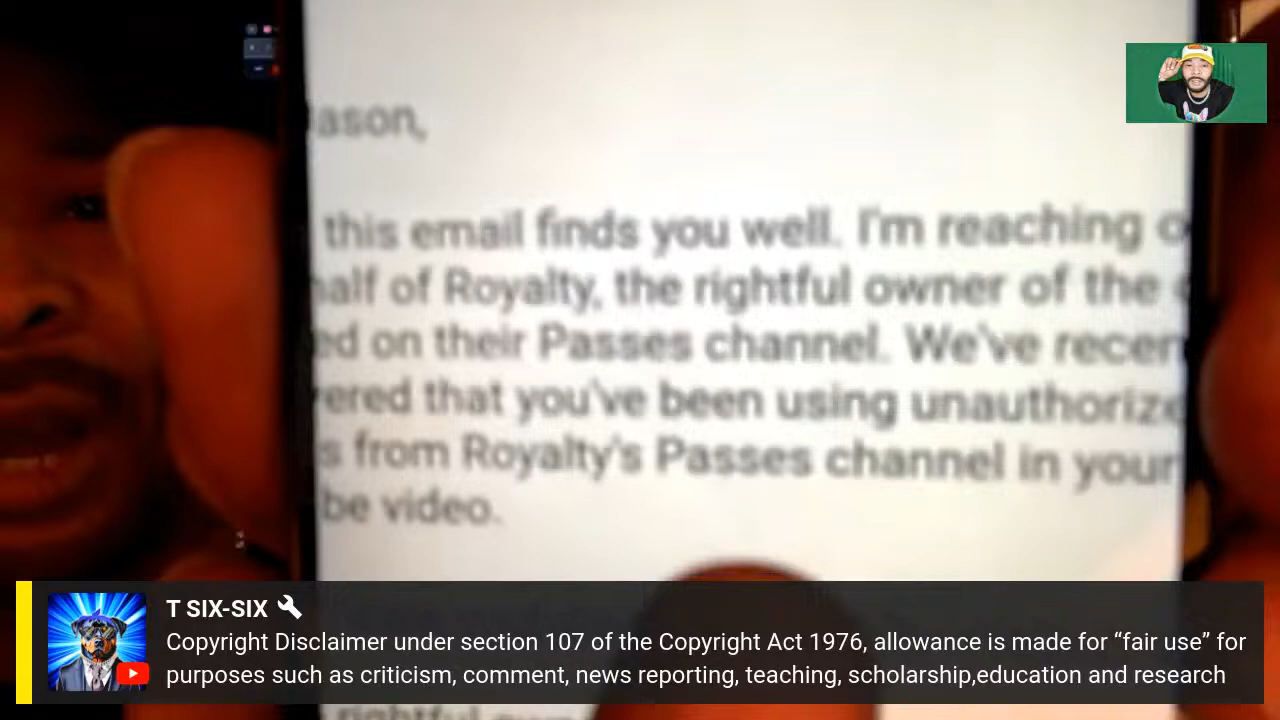 ason,
this email finds you well. I'm reaching o
half of Royalty, the rightful owner of the
ed on their Passes channel. We've recen
ered that you've been using unauthorize
s from Royalty's Passes channel in your
be video.
T SIX-SIX
Copyright Disclaimer under section 107 of the Copyright Act 1976, allowance is made for “fair use” for
purposes such as criticism, comment, news reporting, teaching, scholarship,education and research
rightful